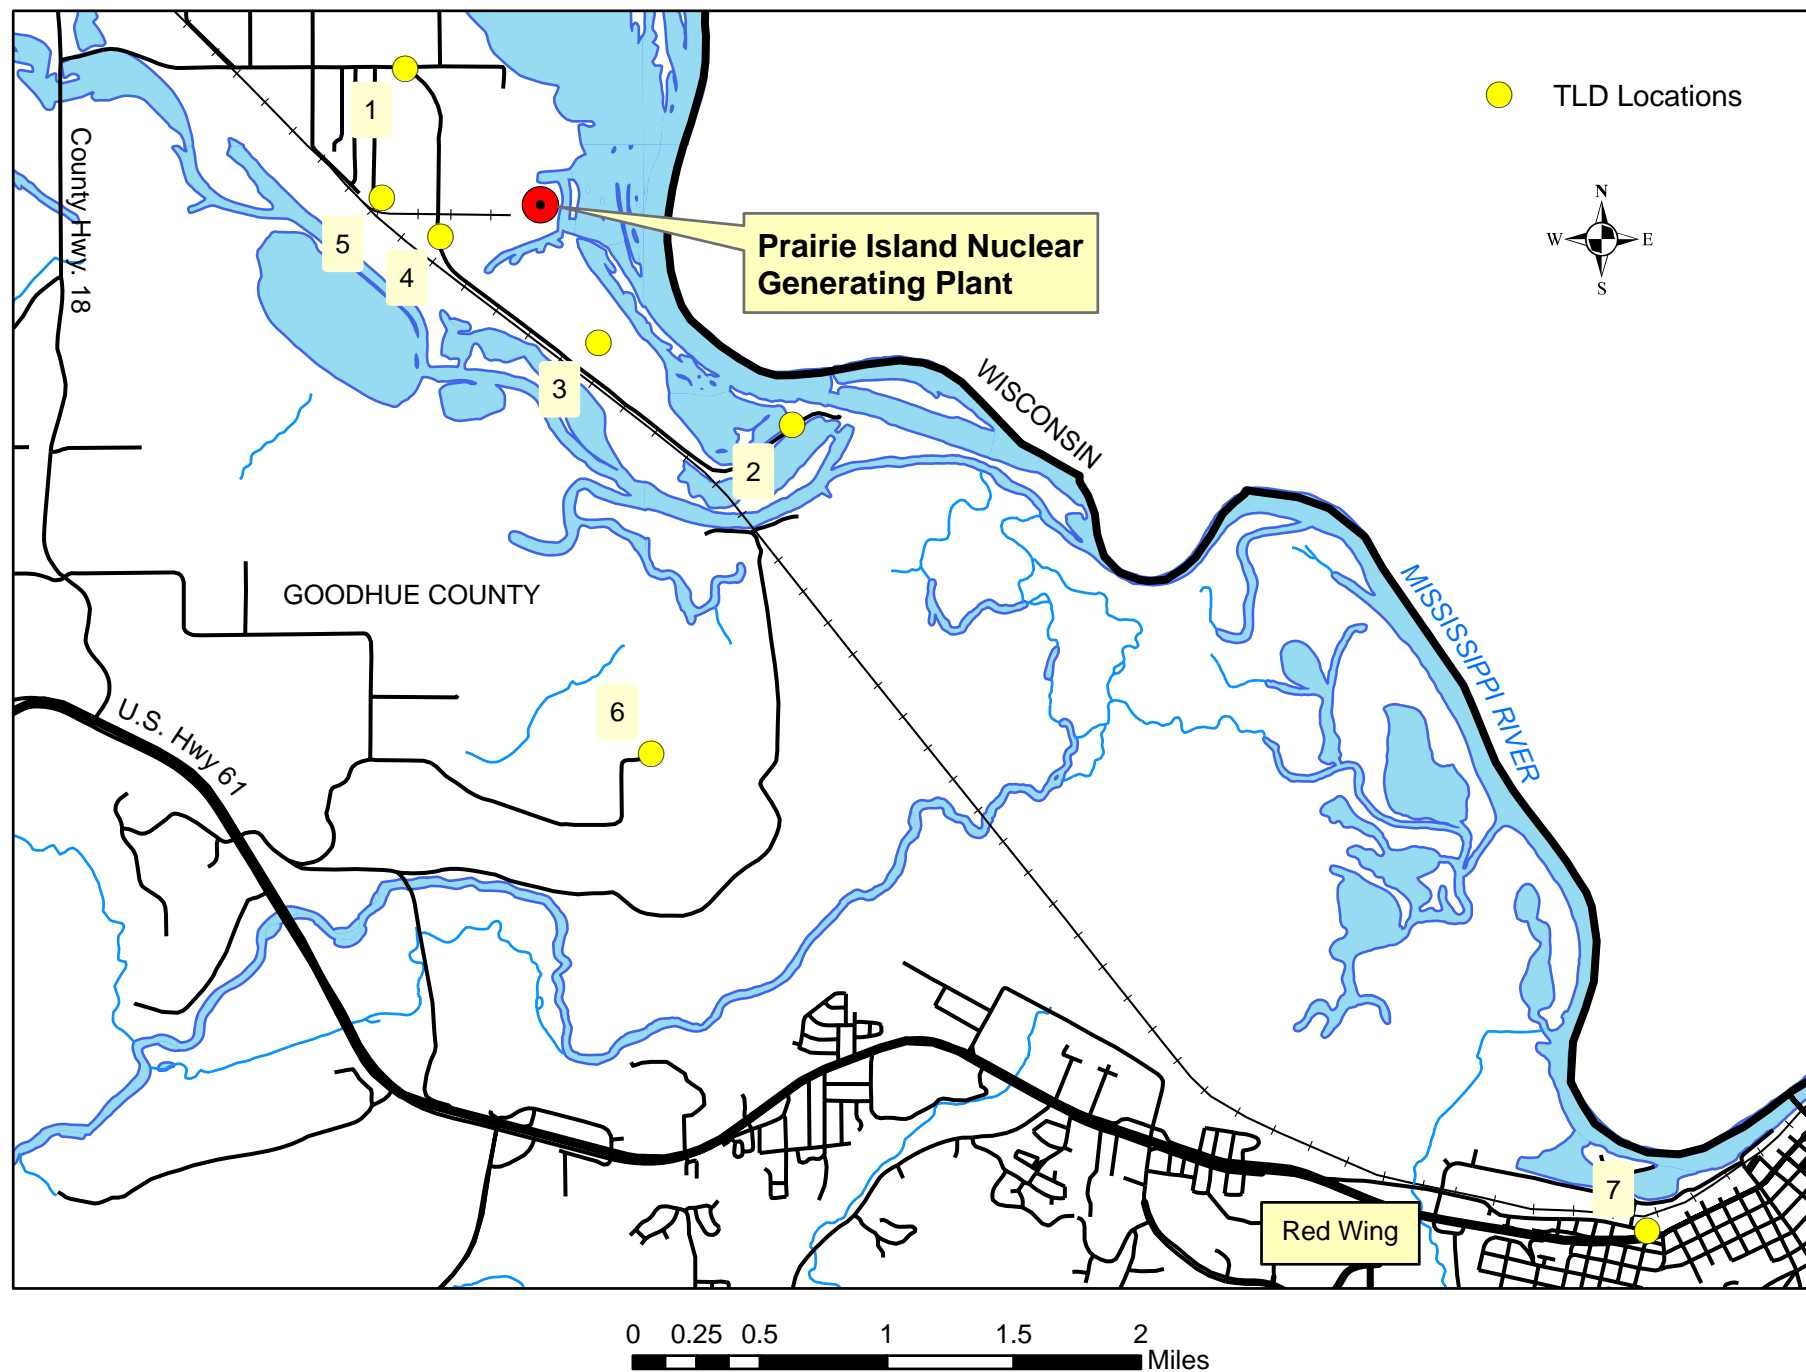 TLD Locations
1
County Hwy. 18
N
W
E
S
5
4
Prairie Island Nuclear
Generating Plant
3
WISCONSIN
2
GOODHUE COUNTY
MISSISSIPPI RIVER
6
U.S. Hwy 61
7
Red Wing
0 0.25 0.5 1 1.5 2
Miles